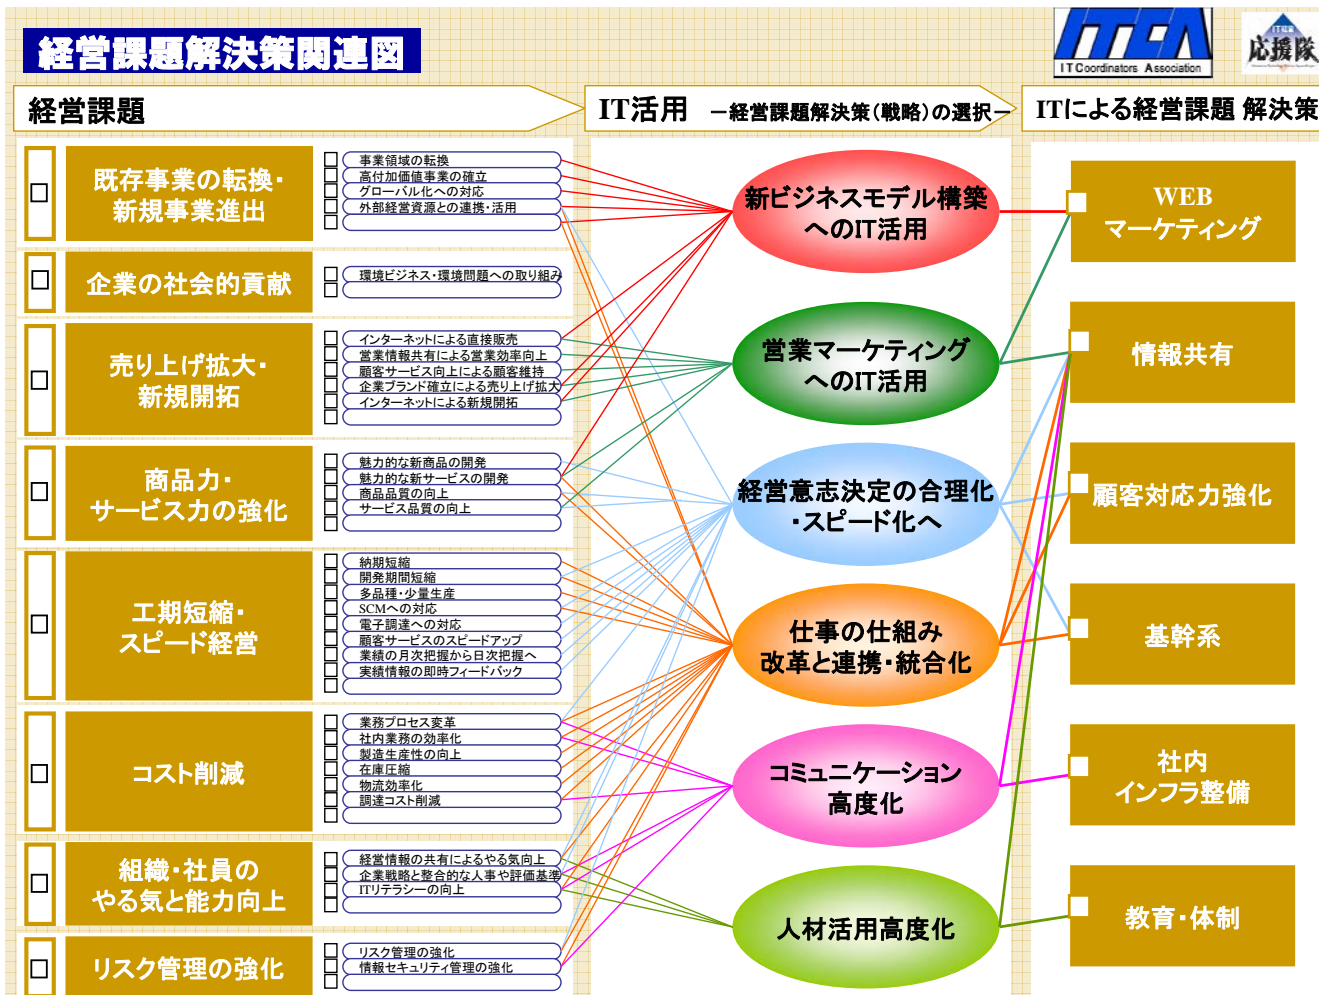 経営課題解決策関連図
ITCA
IT Coordinators Association
IT経営
応援隊
経営課題
IT活用 －経営課題解決策(戦略)の選択－
ITによる経営課題 解決策
既存事業の転換・
新規事業進出
事業領域の転換
高付加価値事業の確立
グローバル化への対応
外部経営資源との連携・活用
企業の社会的貢献
環境ビジネス・環境問題への取り組み
売り上げ拡大・
新規開拓
インターネットによる直接販売
営業情報共有による営業効率向上
顧客サービス向上による顧客維持
企業ブランド確立による売り上げ拡大
インターネットによる新規開拓
商品力・
サービス力の強化
魅力的な新商品の開発
魅力的な新サービスの開発
商品品質の向上
サービス品質の向上
工期短縮・
スピード経営
納期短縮
開発期間短縮
多品種・少量生産
SCMへの対応
電子調達への対応
顧客サービスのスピードアップ
業績の月次把握から日次把握へ
実績情報の即時フィードバック
コスト削減
業務プロセス変革
社内業務の効率化
製造生産性の向上
在庫圧縮
物流効率化
調達コスト削減
組織・社員の
やる気と能力向上
経営情報の共有によるやる気向上
企業戦略と整合的な人事や評価基準
ITリテラシーの向上
リスク管理の強化
リスク管理の強化
情報セキュリティ管理の強化
新ビジネスモデル構築
へのIT活用
営業マーケティング
へのIT活用
経営意志決定の合理化
・スピード化へ
仕事の仕組み
改革と連携・統合化
コミュニケーション
高度化
人材活用高度化
WEB
マーケティング
情報共有
顧客対応力強化
基幹系
社内
インフラ整備
教育・体制